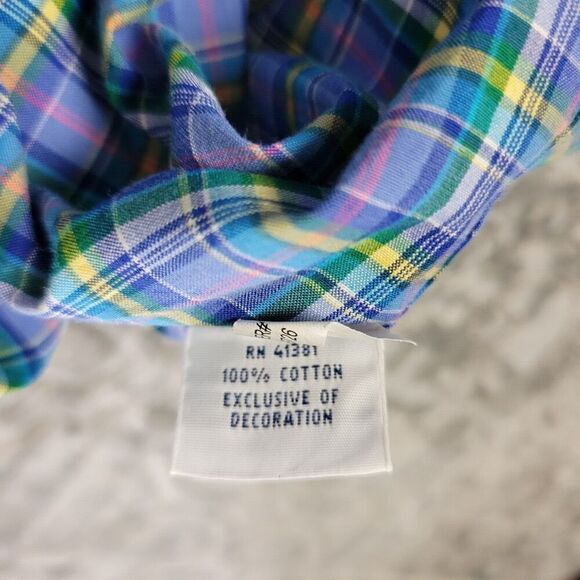 RN 41381
100% COTTON
EXCLUSIVE OF
DECORATION